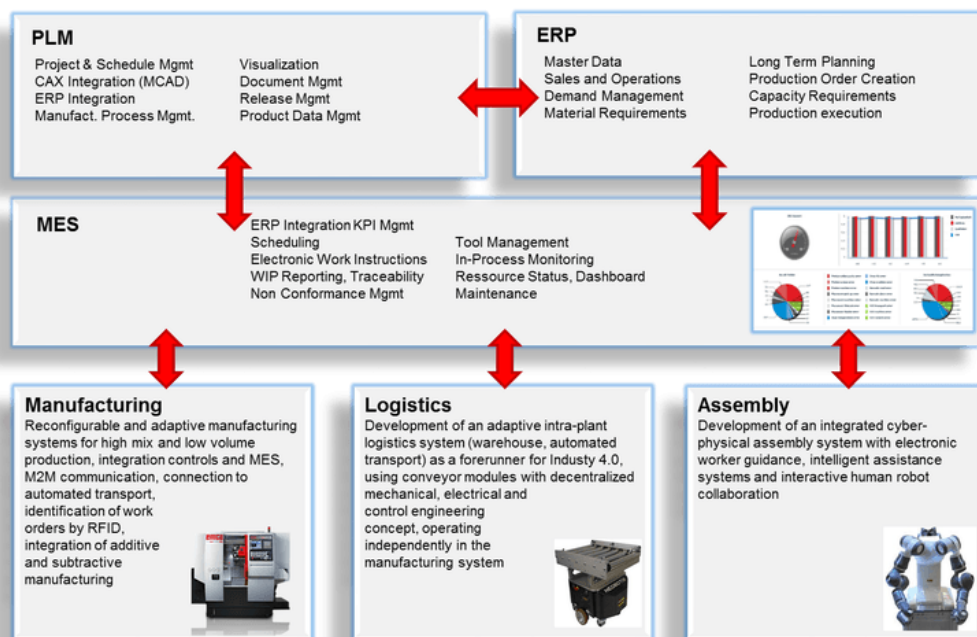 PLM
Project & Schedule Mgmt
CAX Integration (MCAD)
ERP Integration
Manufact. Process Mgmt.
Visualization
Document Mgmt
Release Mgmt
Product Data Mgmt
ERP
Master Data
Sales and Operations
Demand Management
Material Requirements
Long Term Planning
Production Order Creation
Capacity Requirements
Production execution
MES
ERP Integration KPI Mgmt
Scheduling
Electronic Work Instructions
WIP Reporting, Traceability
Non Conformance Mgmt
Tool Management
In-Process Monitoring
Ressource Status, Dashboard
Maintenance
Manufacturing
Reconfigurable and adaptive manufacturing
systems for high mix and low volume
production, integration controls and MES,
M2M communication, connection to
automated transport,
identification of work
orders by RFID,
integration of additive
and subtractive
manufacturing
Logistics
Development of an adaptive intra-plant
logistics system (warehouse, automated
transport) as a forerunner for Industy 4.0,
using conveyor modules with decentralized
mechanical, electrical and
control engineering
concept, operating
independently in the
manufacturing system
Assembly
Development of an integrated cyber-
physical assembly system with electronic
worker guidance, intelligent assistance
systems and interactive human robot
collaboration